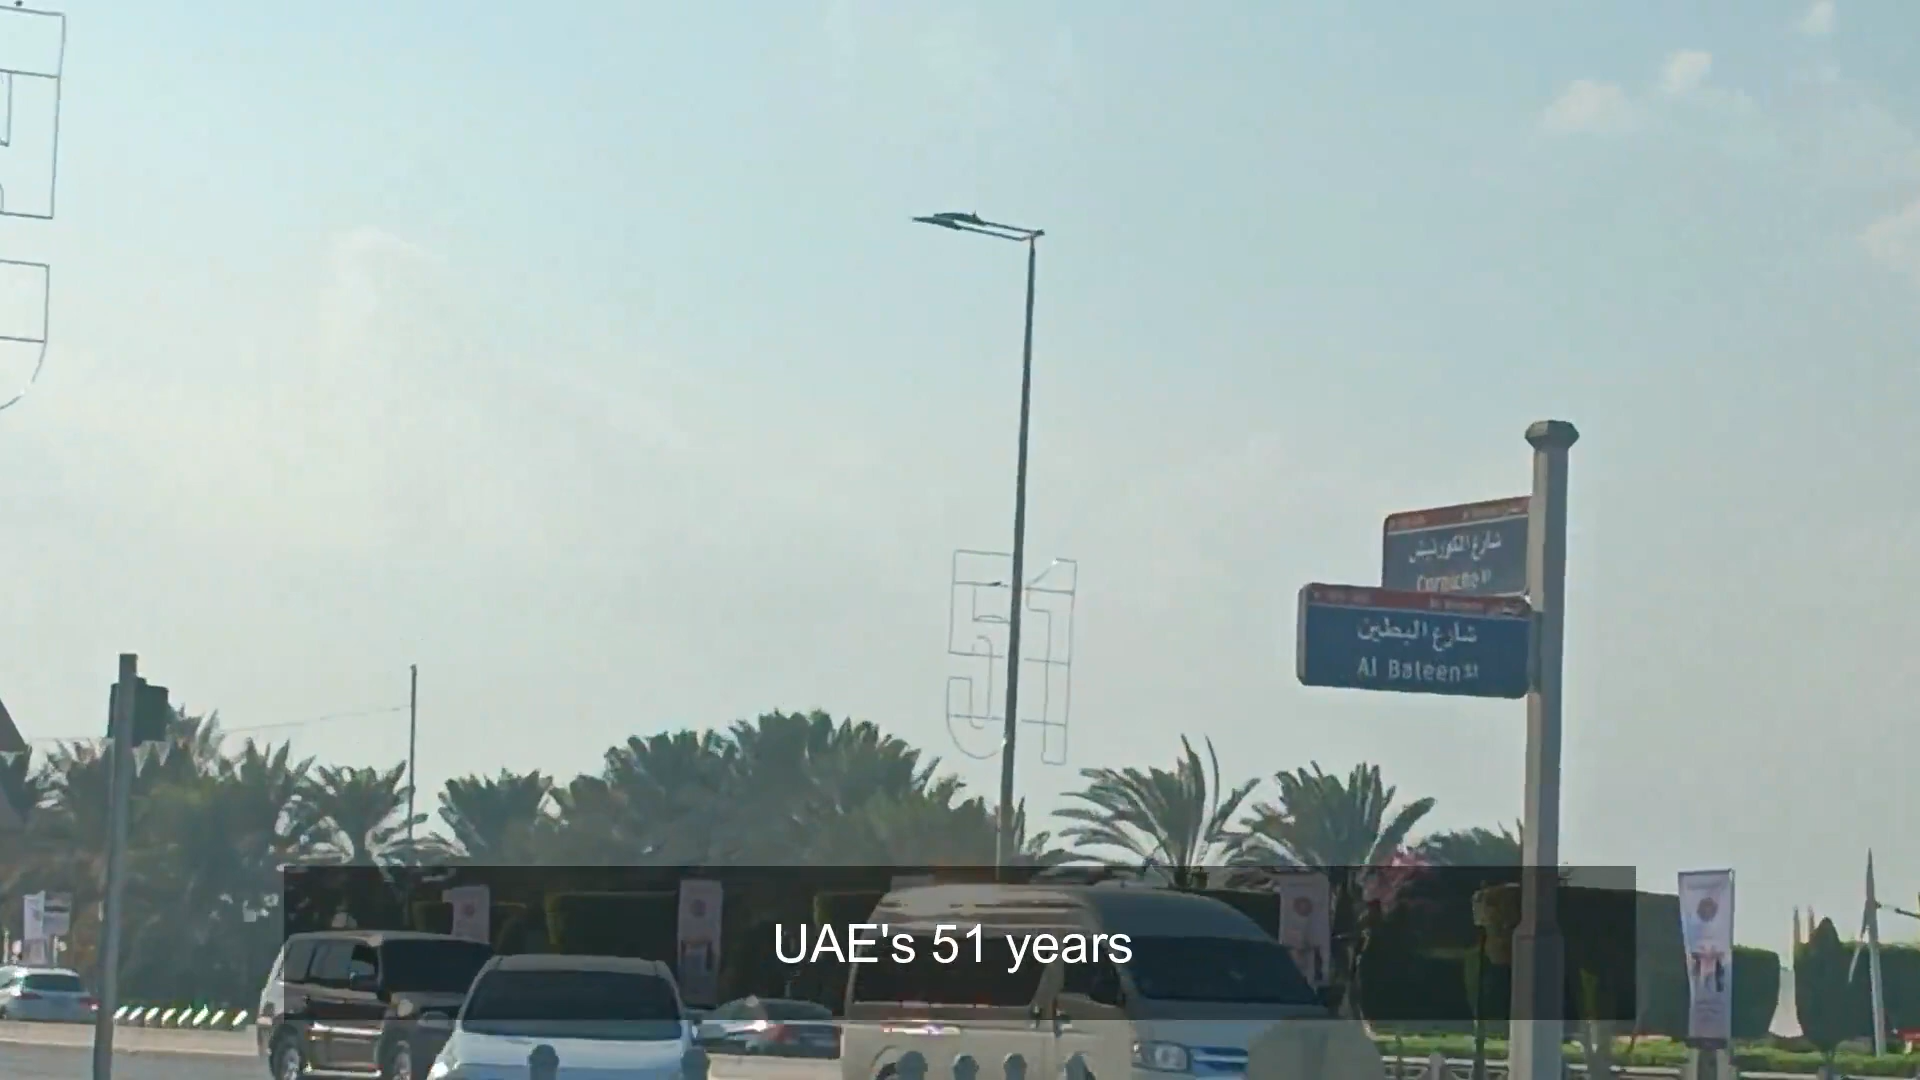 51
شارع الكورنيش
Corniche St
شارع البطين
Al Bateen St
UAE's 51 years